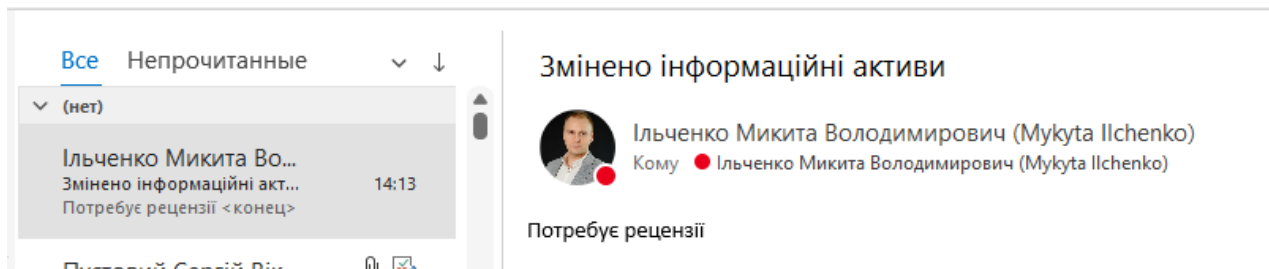 Все Непрочитанные
(нет)
Ільченко Микита Во...
Змінено інформаційні акт... 14:13
Потребує рецензії <конец>
Змінено інформаційні активи
Ільченко Микита Володимирович (Mykyta Ilchenko)
Кому Ільченко Микита Володимирович (Mykyta Ilchenko)
Потребує рецензії